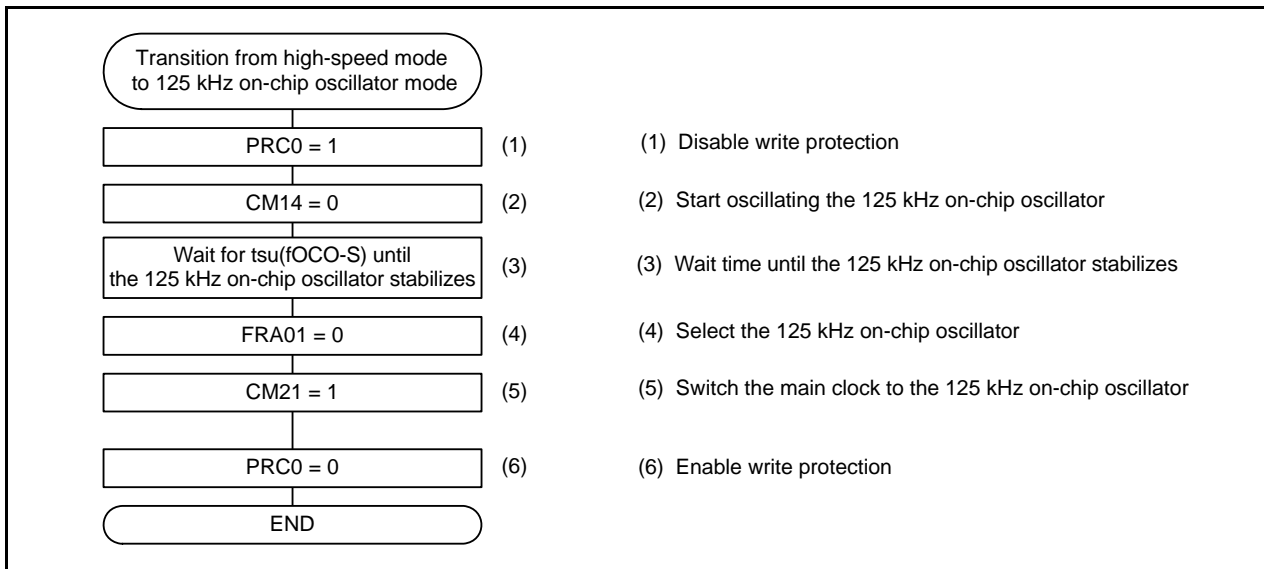 Transition from high-speed mode
to 125 kHz on-chip oscillator mode
PRC0 = 1 (1) (1) Disable write protection
CM14 = 0 (2) (2) Start oscillating the 125 kHz on-chip oscillator
Wait for tsu(fOCO-S) until
the 125 kHz on-chip oscillator stabilizes (3) (3) Wait time until the 125 kHz on-chip oscillator stabilizes
FRA01 = 0 (4) (4) Select the 125 kHz on-chip oscillator
CM21 = 1 (5) (5) Switch the main clock to the 125 kHz on-chip oscillator
PRC0 = 0 (6) (6) Enable write protection
END